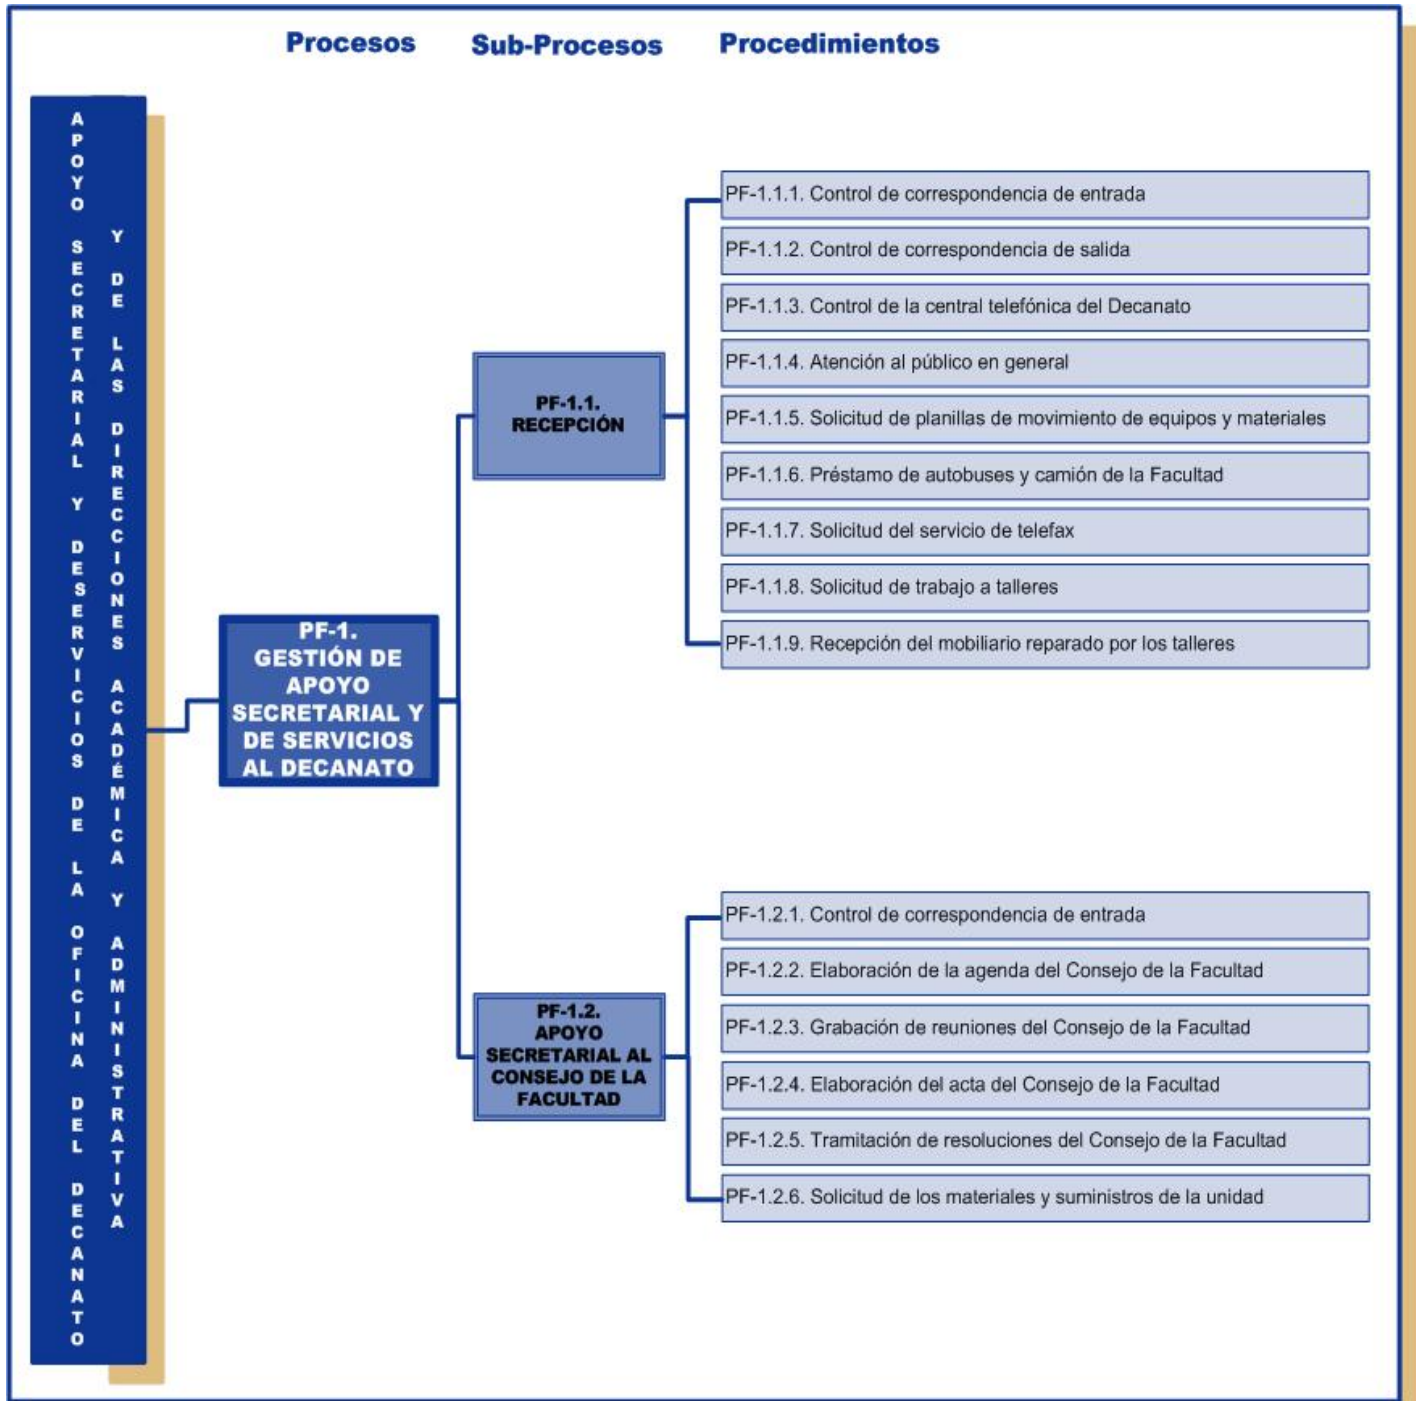 Procesos Sub-Procesos Procedimientos
APOYO SECRETARIAL Y DESERVICIOS DE LA OFICINA DEL DECANATO
Y DE LAS DIRECCIONES ACADÉMICA Y ADMINISTRATIVA
PF-1.
GESTIÓN DE
APOYO
SECRETARIAL Y
DE SERVICIOS
AL DECANATO
PF-1.1.
RECEPCIÓN
PF-1.1.1. Control de correspondencia de entrada
PF-1.1.2. Control de correspondencia de salida
PF-1.1.3. Control de la central telefónica del Decanato
PF-1.1.4. Atención al público en general
PF-1.1.5. Solicitud de planillas de movimiento de equipos y materiales
PF-1.1.6. Préstamo de autobuses y camión de la Facultad
PF-1.1.7. Solicitud del servicio de telefax
PF-1.1.8. Solicitud de trabajo a talleres
PF-1.1.9. Recepción del mobiliario reparado por los talleres
PF-1.2.
APOYO
SECRETARIAL AL
CONSEJO DE LA
FACULTAD
PF-1.2.1. Control de correspondencia de entrada
PF-1.2.2. Elaboración de la agenda del Consejo de la Facultad
PF-1.2.3. Grabación de reuniones del Consejo de la Facultad
PF-1.2.4. Elaboración del acta del Consejo de la Facultad
PF-1.2.5. Tramitación de resoluciones del Consejo de la Facultad
PF-1.2.6. Solicitud de los materiales y suministros de la unidad